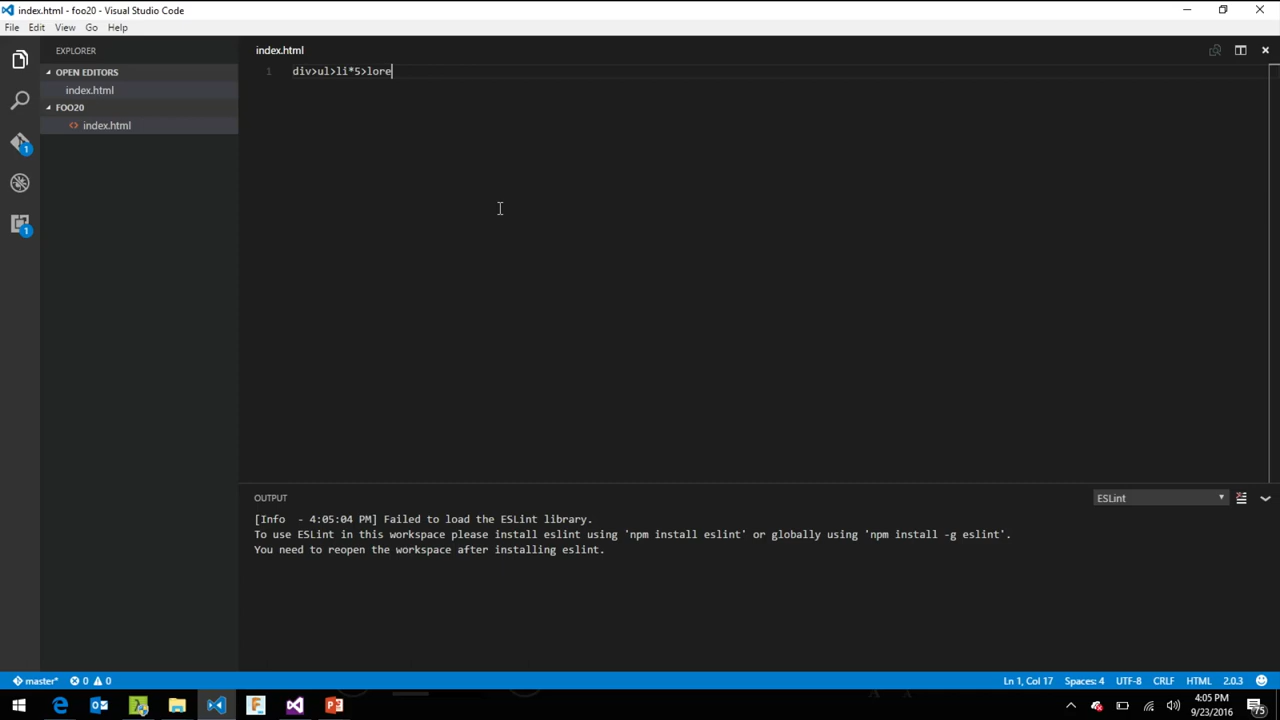 index.html - foo20 - Visual Studio Code
File Edit View Go Help
EXPLORER
OPEN EDITORS
index.html
FOO20
<> index.html
1
1
index.html
1 div>ul>li*5>lore
OUTPUT
ESLint
[Info  - 4:05:04 PM] Failed to load the ESLint library.
To use ESLint in this workspace please install eslint using 'npm install eslint' or globally using 'npm install -g eslint'.
You need to reopen the workspace after installing eslint.
master* 0 0
Ln 1, Col 17 Spaces: 4 UTF-8 CRLF HTML 2.0.3
4:05 PM
9/23/2016
75